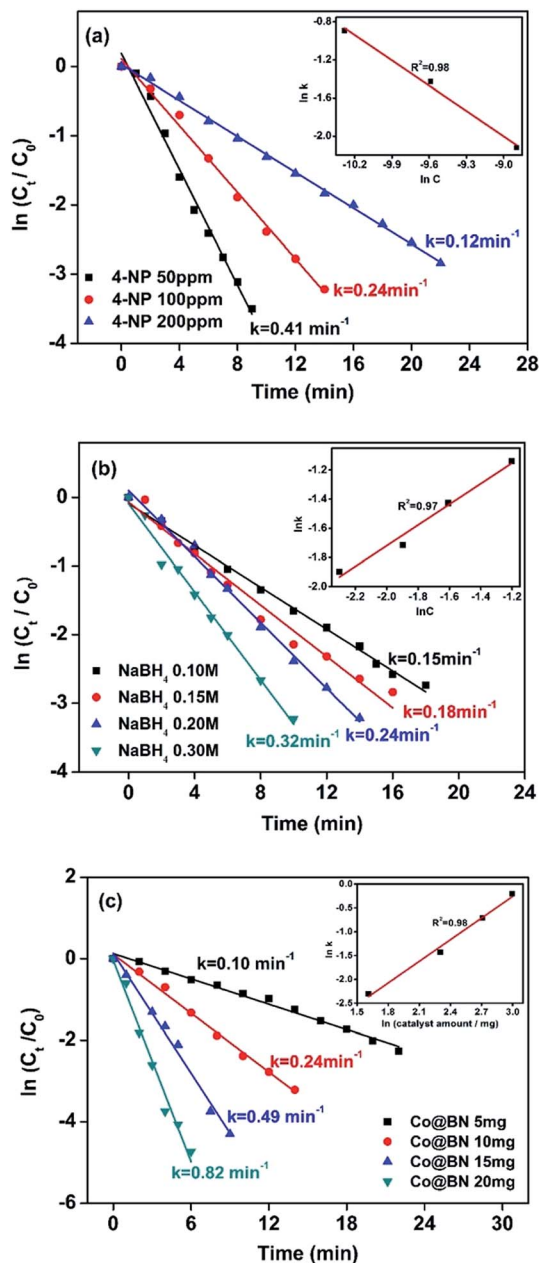 (a)
R²=0.98
ln k
-0.8
-1.2
-1.6
-2.0
-10.2
-9.9
-9.6
-9.3
-9.0
ln C
ln (Cₜ / C₀)
0
-1
-2
-3
-4
k=0.12min⁻¹
k=0.24min⁻¹
k=0.41 min⁻¹
4-NP 50ppm
4-NP 100ppm
4-NP 200ppm
0 4 8 12 16 20 24 28
Time (min)
(b)
R²=0.97
lnk
-1.2
-1.4
-1.6
-1.8
-2.0
-2.1 -1.8 -1.5 -1.2
lnC
ln (Cₜ / C₀)
1
0
-1
-2
-3
-4
k=0.15min⁻¹
k=0.18min⁻¹
k=0.24min⁻¹
k=0.32min⁻¹
NaBH₄ 0.10M
NaBH₄ 0.15M
NaBH₄ 0.20M
NaBH₄ 0.30M
0 4 8 12 16 20 24
Time (min)
(c)
R²=0.98
ln k
0.0
-0.5
-1.0
-1.5
-2.0
-2.5
1.5 1.8 2.1 2.4 2.7 3.0
ln (catalyst amount / mg)
ln (Cₜ /C₀)
2
0
-2
-4
-6
k=0.10 min⁻¹
k=0.24min⁻¹
k=0.49 min⁻¹
k=0.82 min⁻¹
Co@BN 5mg
Co@BN 10mg
Co@BN 15mg
Co@BN 20mg
0 6 12 18 24 30
Time (min)